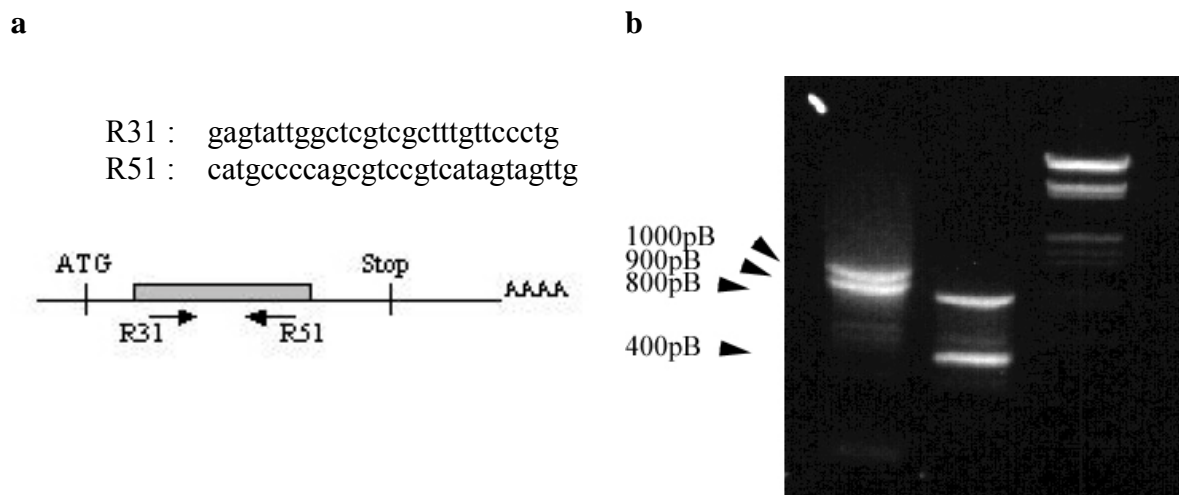 a
R31 : gagtattggctcgtcgctttgttccctg
R51 : catgccccagcgtccgtcatagtagttg
ATG Stop AAAA
R31 R51
b
1000pB
900pB
800pB
400pB